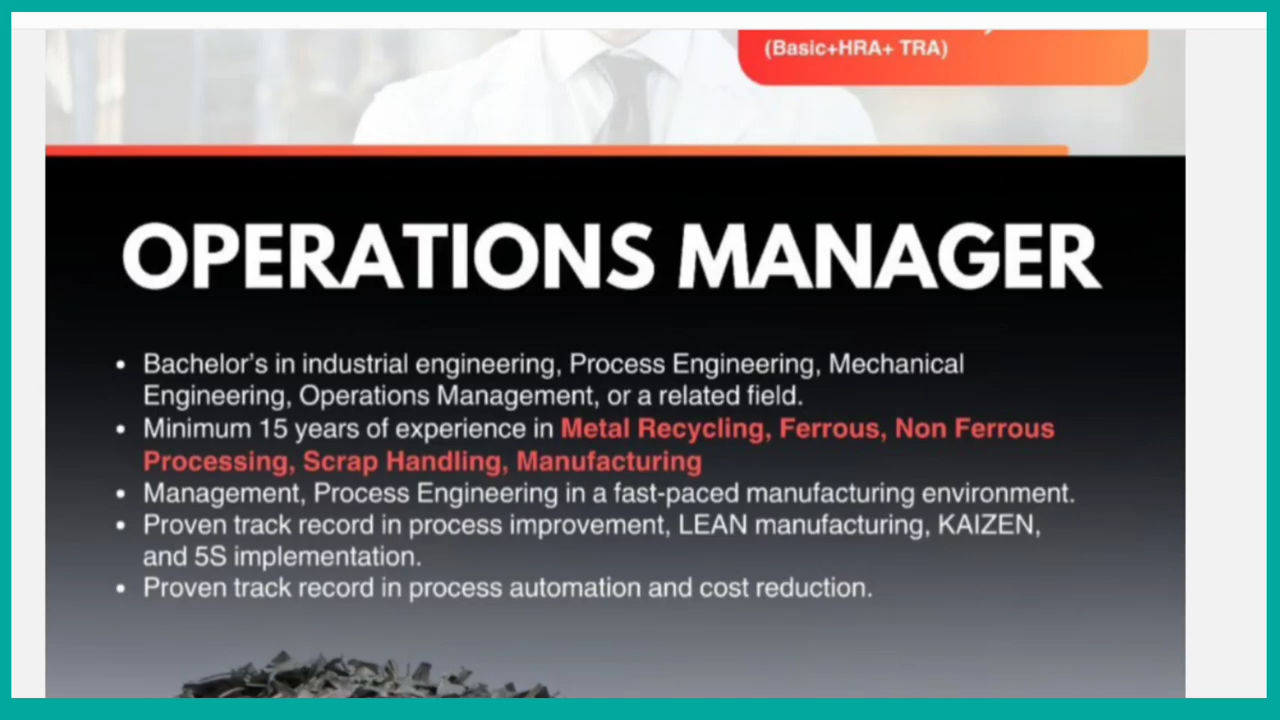 (Basic+HRA+ TRA)
OPERATIONS MANAGER
• Bachelor's in industrial engineering, Process Engineering, Mechanical
Engineering, Operations Management, or a related field.
• Minimum 15 years of experience in Metal Recycling, Ferrous, Non Ferrous
Processing, Scrap Handling, Manufacturing
• Management, Process Engineering in a fast-paced manufacturing environment.
• Proven track record in process improvement, LEAN manufacturing, KAIZEN,
and 5S implementation.
• Proven track record in process automation and cost reduction.